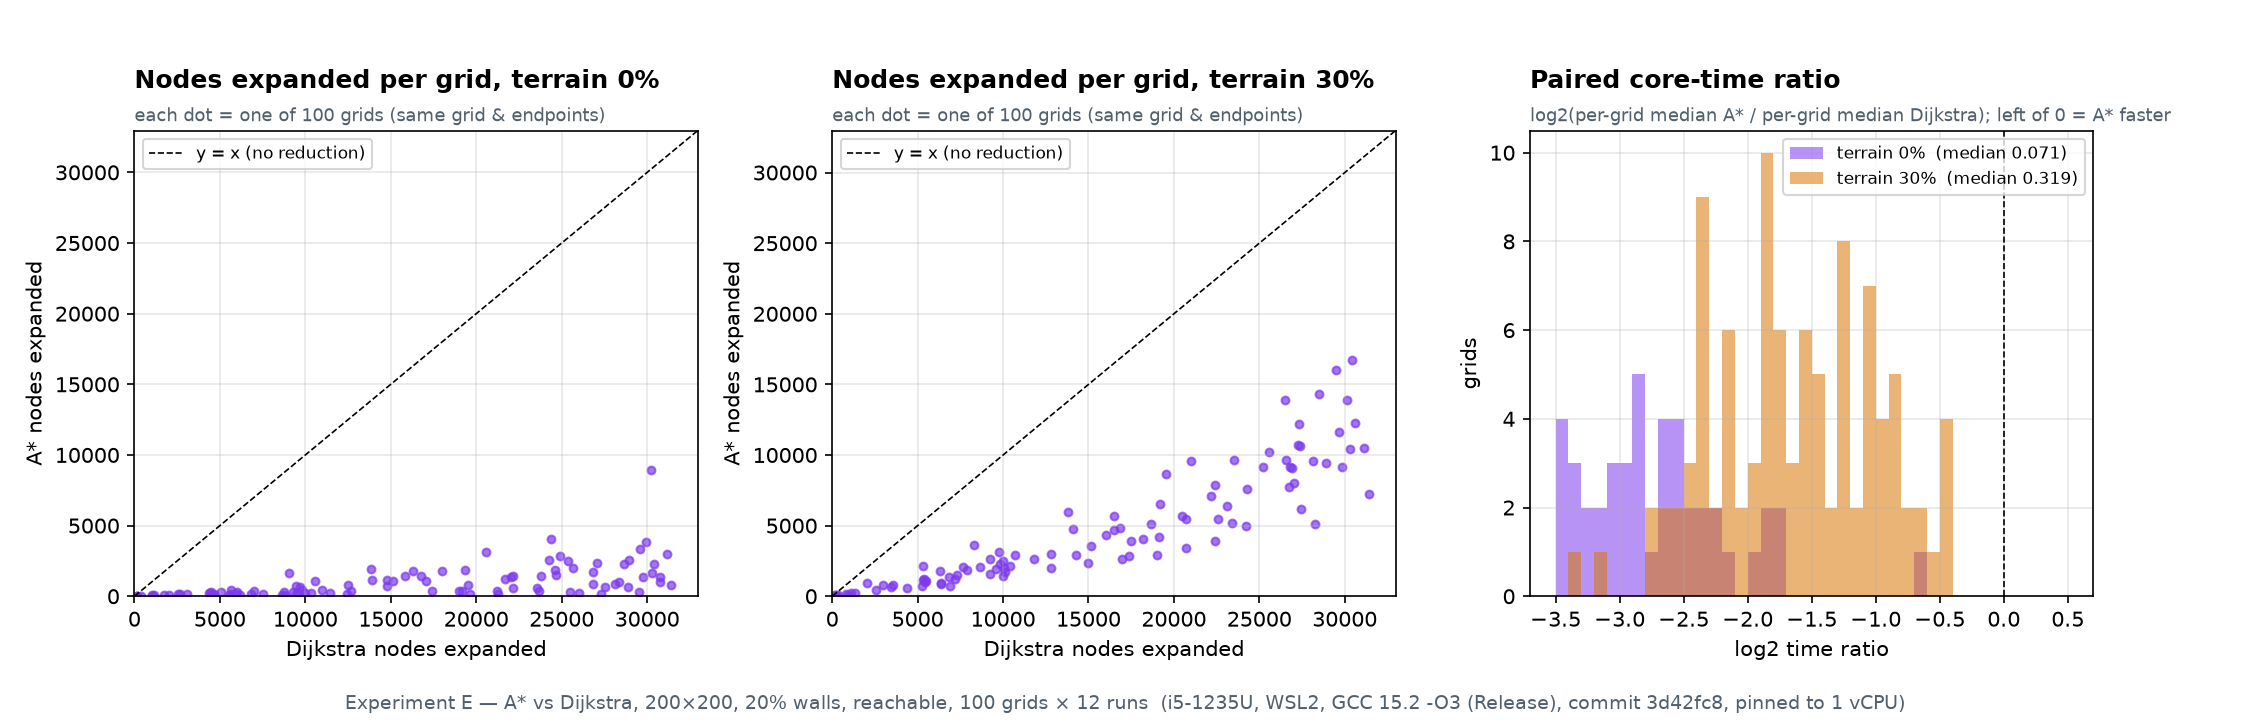 Nodes expanded per grid, terrain 0%
each dot = one of 100 grids (same grid & endpoints)
y = x (no reduction)
30000
25000
20000
15000
10000
5000
0
A* nodes expanded
0 5000 10000 15000 20000 25000 30000
Dijkstra nodes expanded
Nodes expanded per grid, terrain 30%
each dot = one of 100 grids (same grid & endpoints)
y = x (no reduction)
30000
25000
20000
15000
10000
5000
0
A* nodes expanded
0 5000 10000 15000 20000 25000 30000
Dijkstra nodes expanded
Paired core-time ratio
log2(per-grid median A* / per-grid median Dijkstra); left of 0 = A* faster
terrain 0% (median 0.071)
terrain 30% (median 0.319)
10
8
6
4
2
0
grids
−3.5 −3.0 −2.5 −2.0 −1.5 −1.0 −0.5 0.0 0.5
log2 time ratio
Experiment E — A* vs Dijkstra, 200×200, 20% walls, reachable, 100 grids × 12 runs (i5-1235U, WSL2, GCC 15.2 -O3 (Release), commit 3d42fc8, pinned to 1 vCPU)